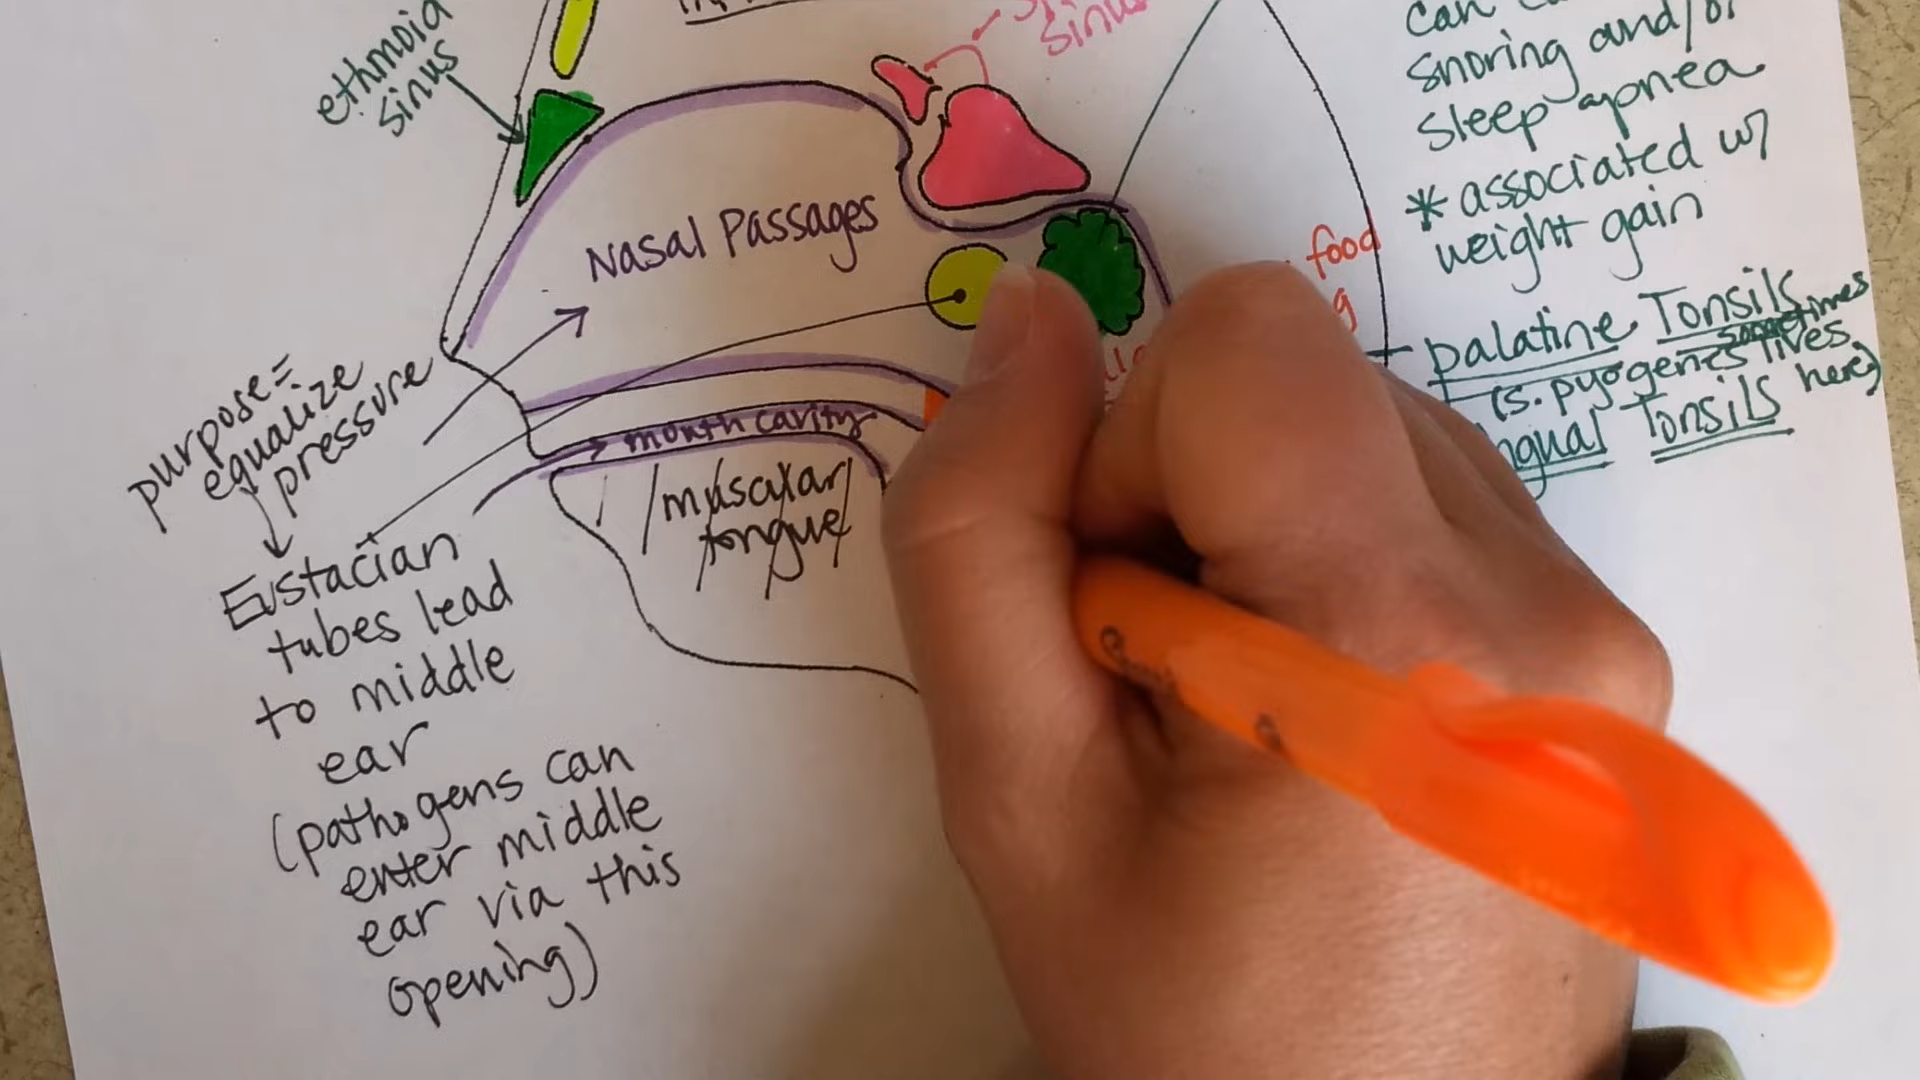 ethmoid
sinus
sinus
can
snoring and/or
sleep apnea
*associated w/
weight gain
Nasal Passages
food
palatine Tonsils
(s. pyogenes sometimes
lives
here)
Tonsils
purpose=
equalize
pressure
mouth cavity
muscular
tongue
Eustacian
tubes lead
to middle
ear
(pathogens can
enter middle
ear via this
opening)